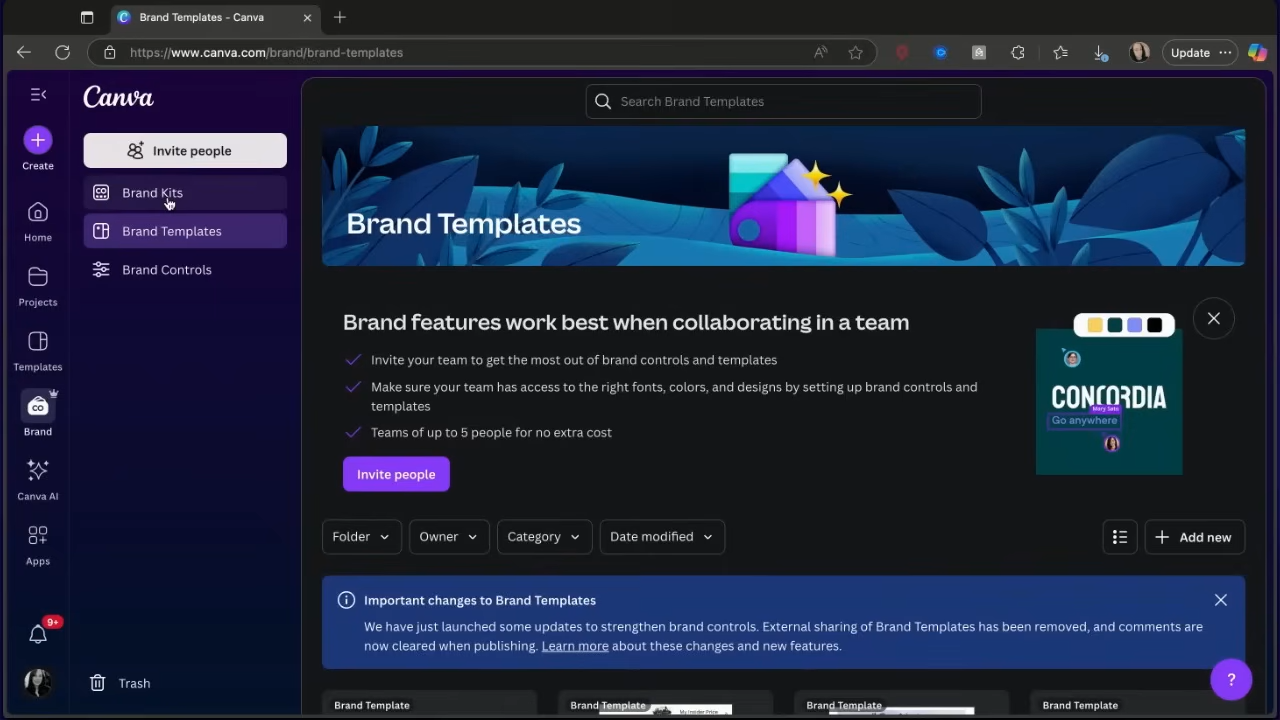 Brand Templates - Canva
https://www.canva.com/brand/brand-templates
Update
Canva
Create
Home
Projects
Templates
Brand
Canva AI
Apps
9+
Invite people
Brand Kits
Brand Templates
Brand Controls
Trash
Search Brand Templates
Brand Templates
Brand features work best when collaborating in a team
Invite your team to get the most out of brand controls and templates
Make sure your team has access to the right fonts, colors, and designs by setting up brand controls and
templates
Teams of up to 5 people for no extra cost
Invite people
CONCORDIA
Mary Sato
Go anywhere
Folder
Owner
Category
Date modified
Add new
Important changes to Brand Templates
We have just launched some updates to strengthen brand controls. External sharing of Brand Templates has been removed, and comments are
now cleared when publishing. Learn more about these changes and new features.
?
Brand Template
Brand Template
My Insider Prize
Brand Template
Brand Template